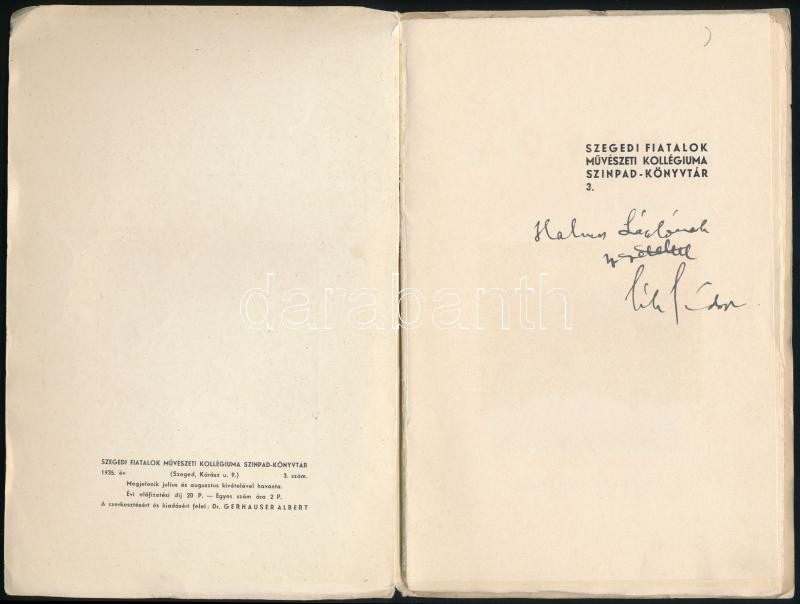 SZEGEDI FIATALOK MŰVÉSZETI KOLLÉGIUMA SZINPAD-KÖNYVTÁR
1935. év (Szeged, Kárász u. 9.) 3. szám.
Megjelenik julius és augusztus kivételével havonta.
Évi előfizetési díj 20 P. — Egyes szám ára 2 P.
A szerkesztésért és kiadásért felel: Dr. GERHAUSER ALBERT
SZEGEDI FIATALOK
MŰVÉSZETI KOLLÉGIUMA
SZINPAD-KÖNYVTÁR
3.
Halmos Lászlónak
Sík Sándor
darabanth